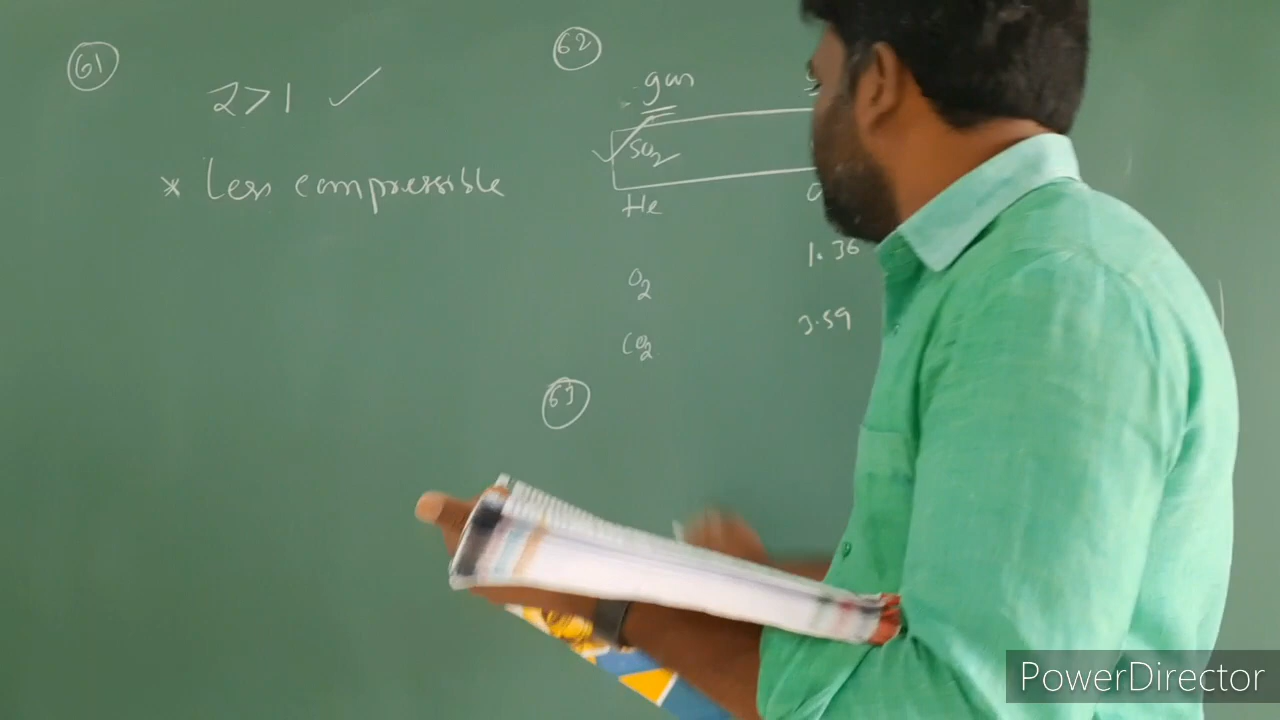 61
2>1 ✓
* Less compressible
62
gas
✓ SO2
He
1.36
O2
3.59
CO2
63
PowerDirector